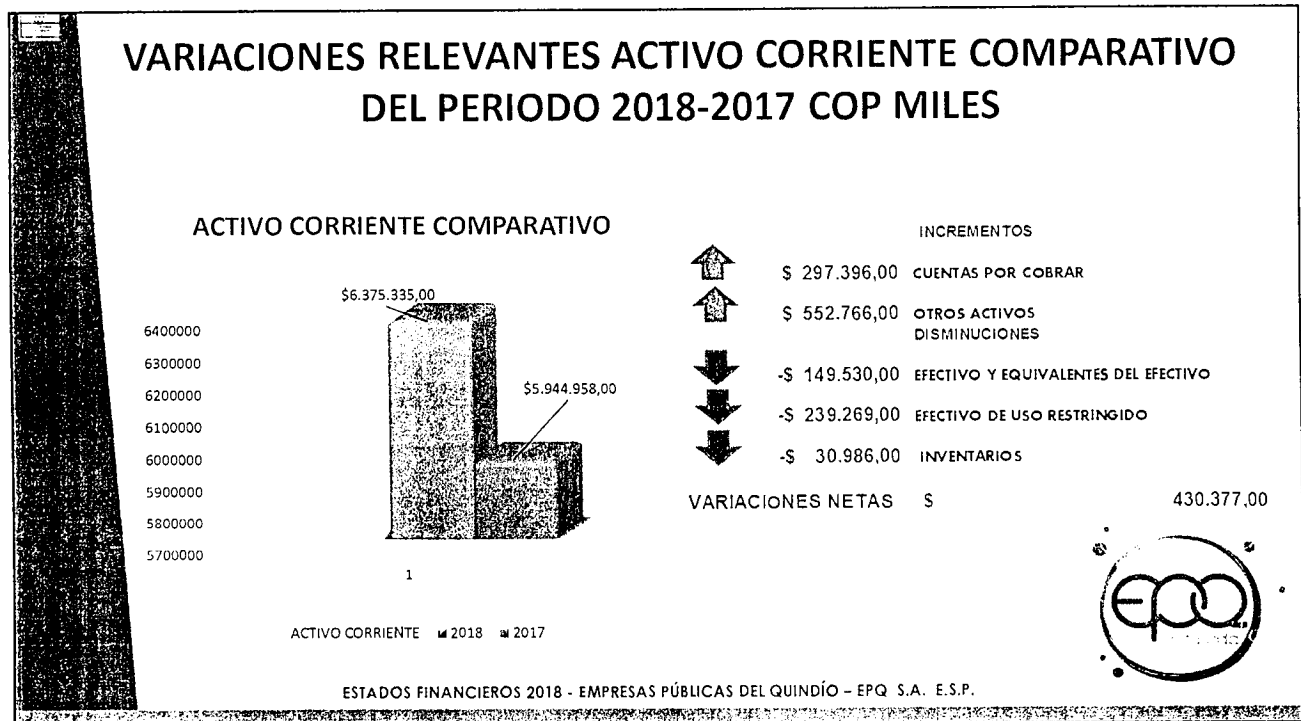 VARIACIONES RELEVANTES ACTIVO CORRIENTE COMPARATIVO
DEL PERIODO 2018-2017 COP MILES
ACTIVO CORRIENTE COMPARATIVO
$6.375.335,00
$5.944.958,00
6400000
6300000
6200000
6100000
6000000
5900000
5800000
5700000
1
ACTIVO CORRIENTE 2018 2017
INCREMENTOS
$ 297.396,00 CUENTAS POR COBRAR
$ 552.766,00 OTROS ACTIVOS
DISMINUCIONES
-$ 149.530,00 EFECTIVO Y EQUIVALENTES DEL EFECTIVO
-$ 239.269,00 EFECTIVO DE USO RESTRINGIDO
-$ 30.986,00 INVENTARIOS
VARIACIONES NETAS $ 430.377,00
epq
ESTADOS FINANCIEROS 2018 - EMPRESAS PÚBLICAS DEL QUINDÍO – EPQ S.A. E.S.P.